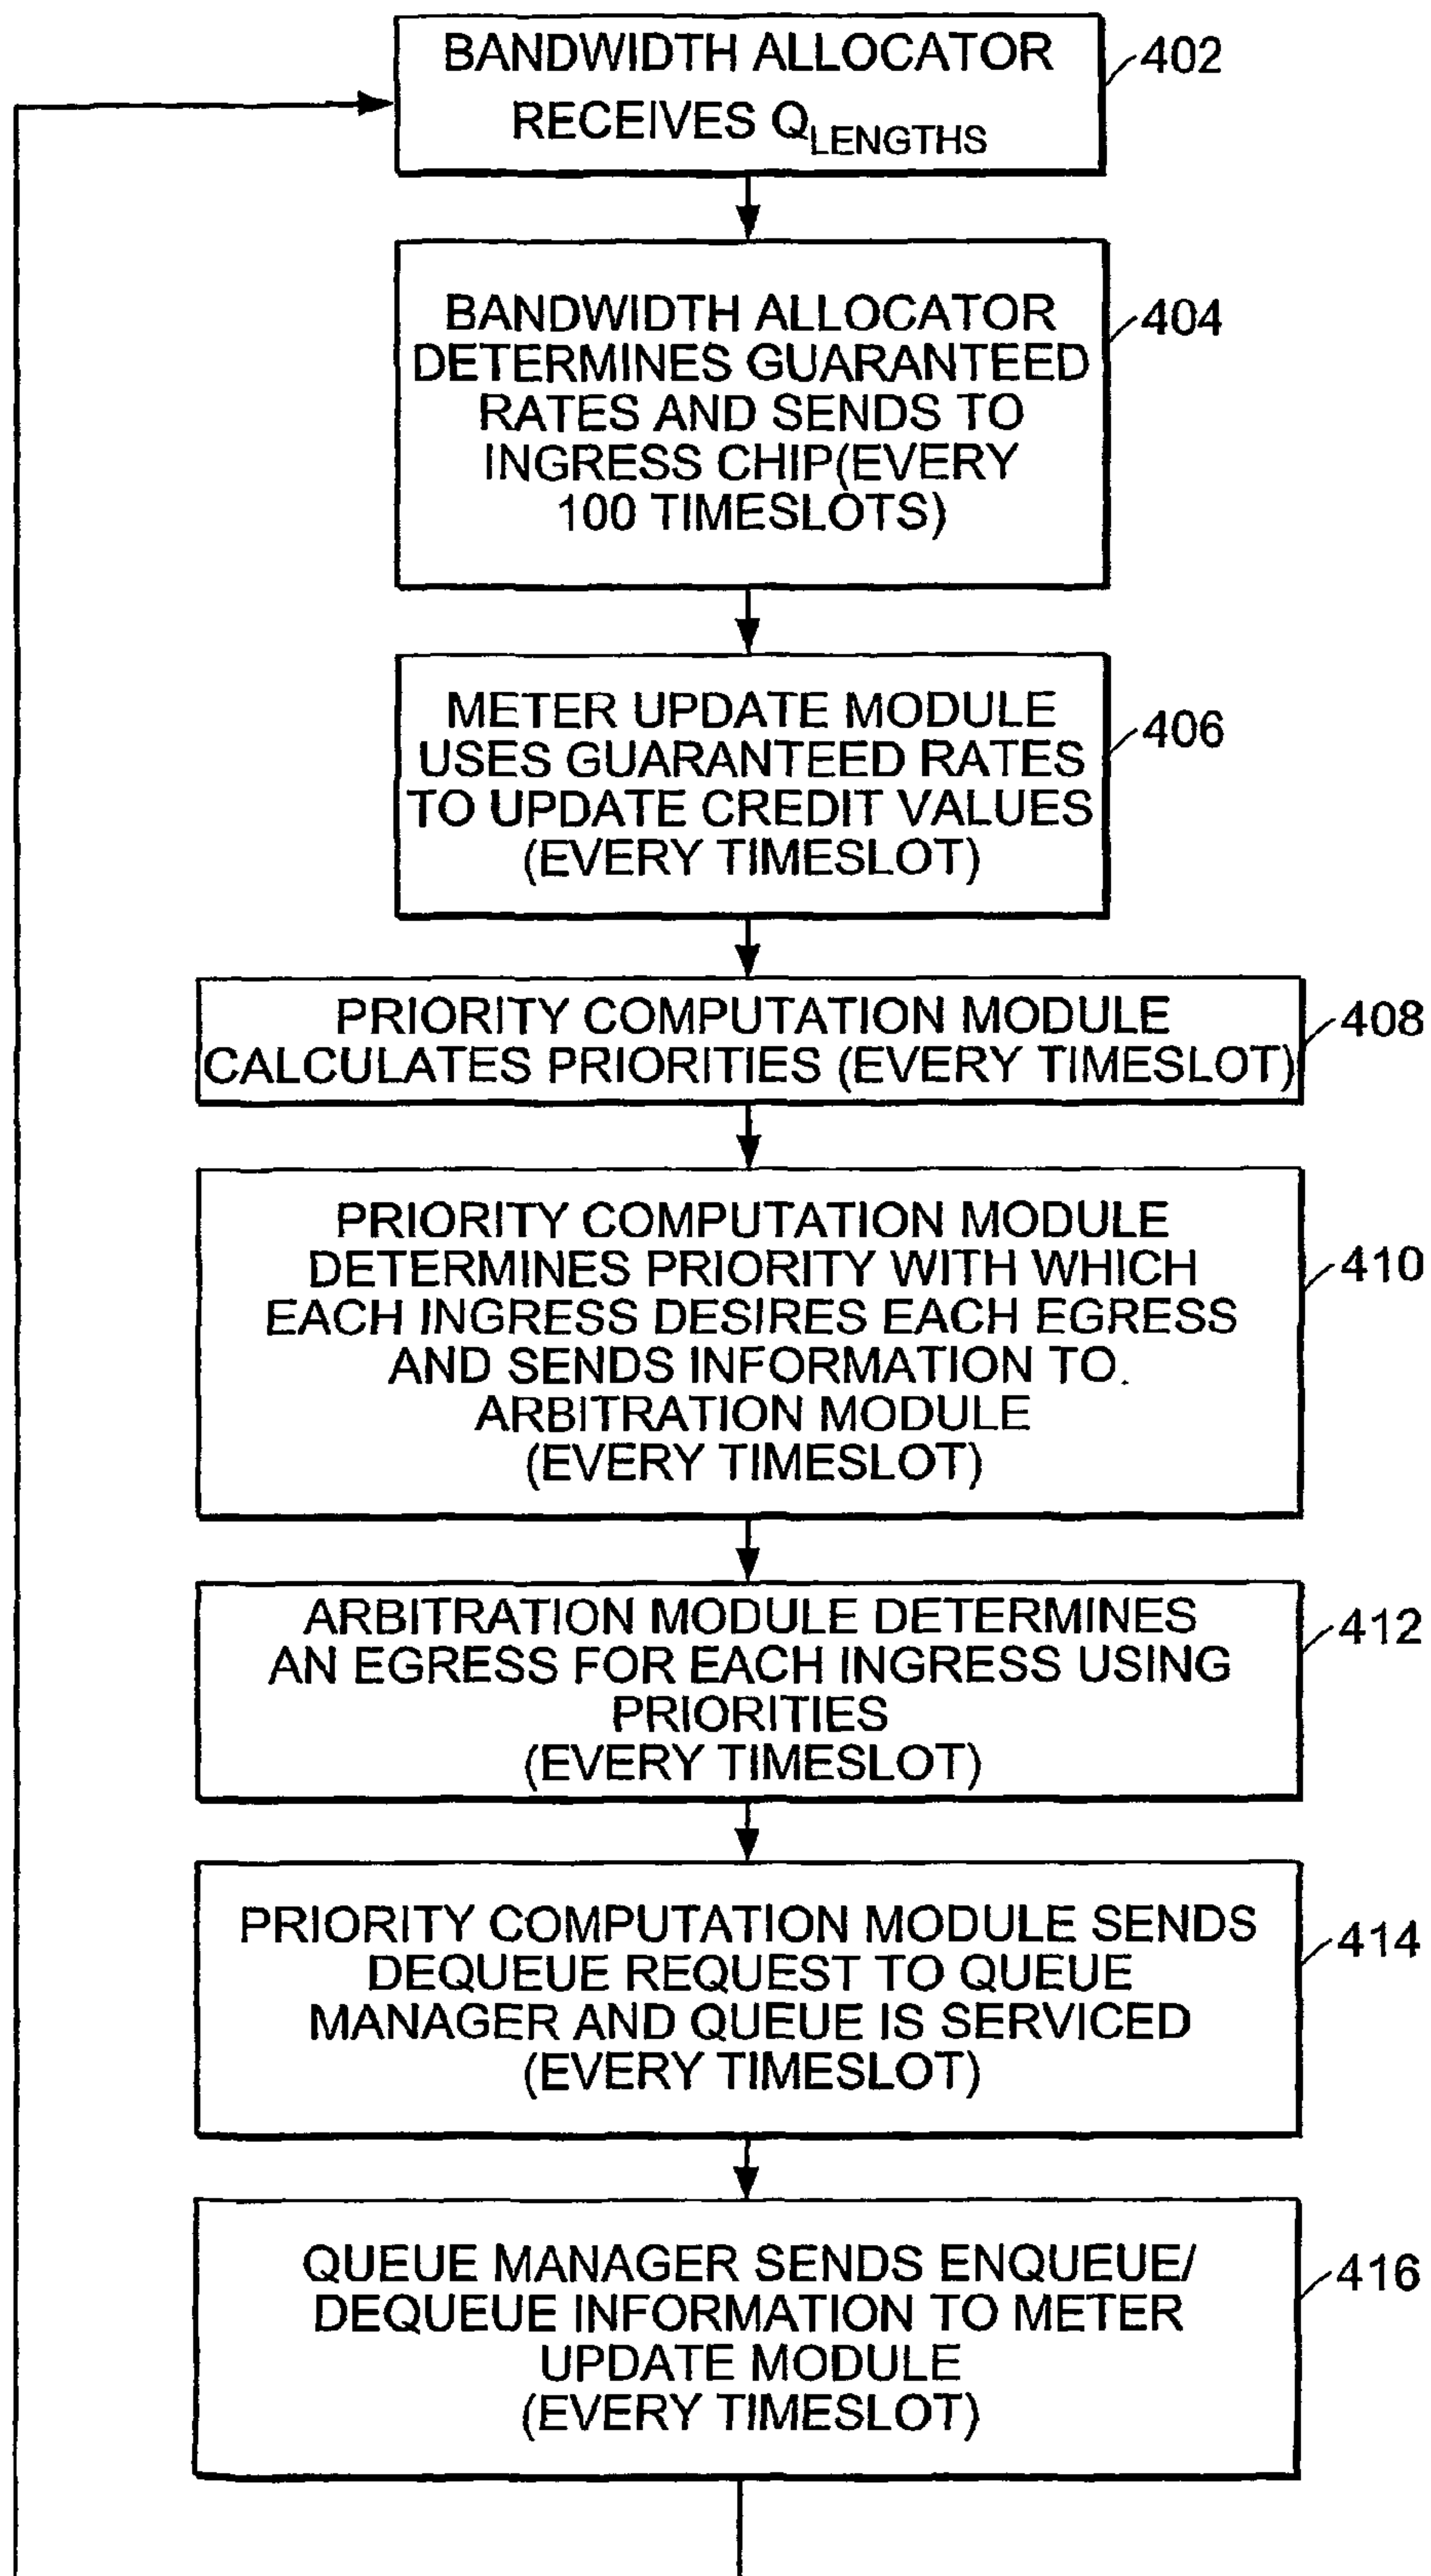 BANDWIDTH ALLOCATOR
RECEIVES QLENGTHS
402
BANDWIDTH ALLOCATOR
DETERMINES GUARANTEED
RATES AND SENDS TO
INGRESS CHIP(EVERY
100 TIMESLOTS)
404
METER UPDATE MODULE
USES GUARANTEED RATES
TO UPDATE CREDIT VALUES
(EVERY TIMESLOT)
406
PRIORITY COMPUTATION MODULE
CALCULATES PRIORITIES (EVERY TIMESLOT)
408
PRIORITY COMPUTATION MODULE
DETERMINES PRIORITY WITH WHICH
EACH INGRESS DESIRES EACH EGRESS
AND SENDS INFORMATION TO.
ARBITRATION MODULE
(EVERY TIMESLOT)
410
ARBITRATION MODULE DETERMINES
AN EGRESS FOR EACH INGRESS USING
PRIORITIES
(EVERY TIMESLOT)
412
PRIORITY COMPUTATION MODULE SENDS
DEQUEUE REQUEST TO QUEUE
MANAGER AND QUEUE IS SERVICED
(EVERY TIMESLOT)
414
QUEUE MANAGER SENDS ENQUEUE/
DEQUEUE INFORMATION TO METER
UPDATE MODULE
(EVERY TIMESLOT)
416